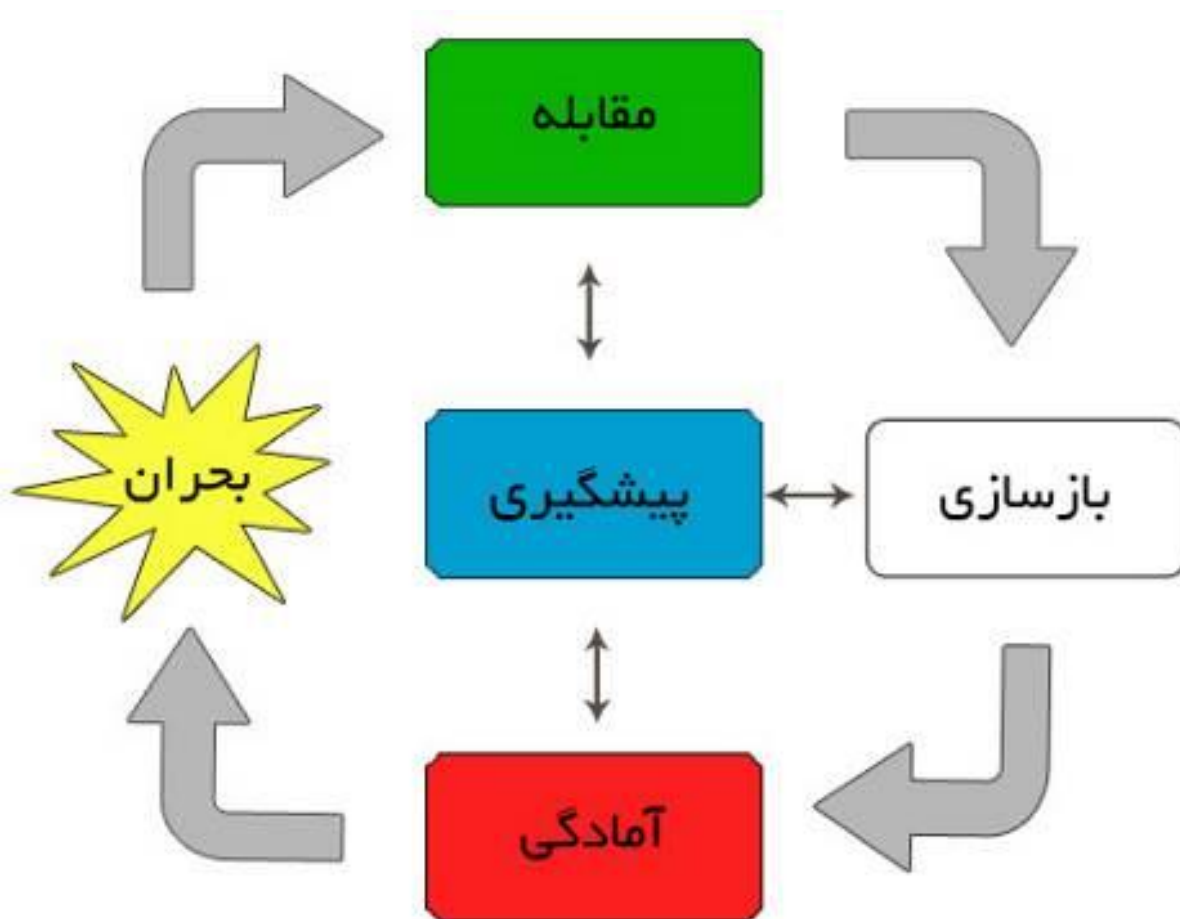 مقابله
بحران
پیشگیری
بازسازی
آمادگی